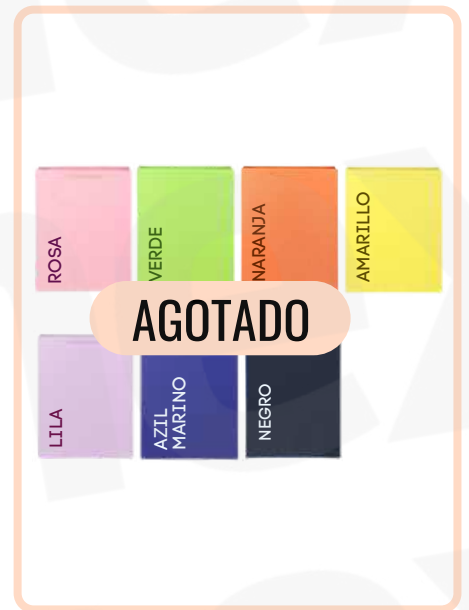 ROSA
VERDE
NARANJA
AMARILLO
AGOTADO
LILA
AZIL
MARINO
NEGRO